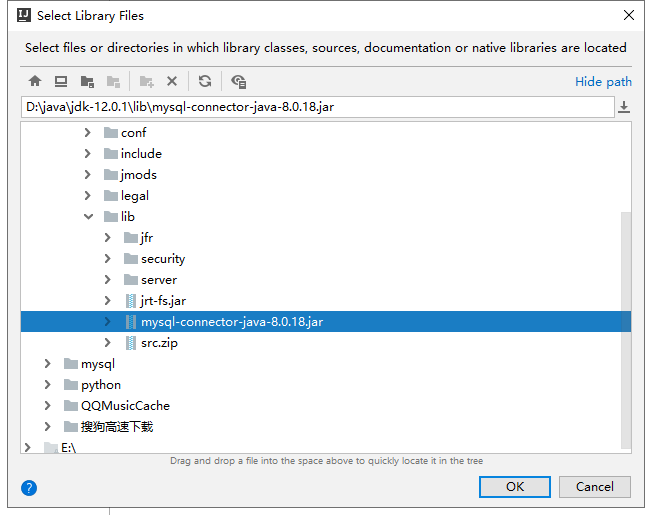 Select Library Files
Select files or directories in which library classes, sources, documentation or native libraries are located
Hide path
D:\java\jdk-12.0.1\lib\mysql-connector-java-8.0.18.jar
conf
include
jmods
legal
lib
jfr
security
server
jrt-fs.jar
mysql-connector-java-8.0.18.jar
src.zip
mysql
python
QQMusicCache
搜狗高速下载
E:\
Drag and drop a file into the space above to quickly locate it in the tree
?
OK
Cancel